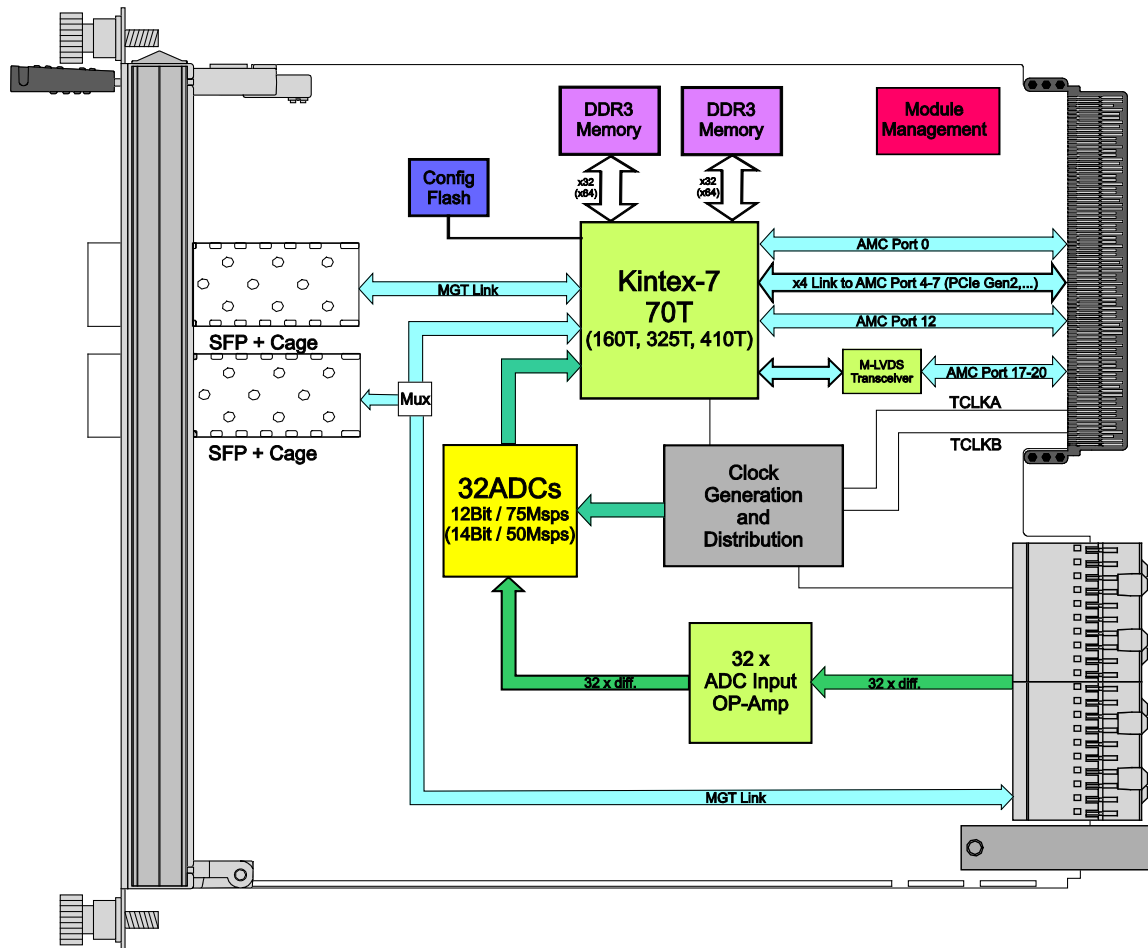 DDR3
Memory
DDR3
Memory
Module
Management
Config
Flash
x32
(x64)
x32
(x64)
Kintex-7
70T
(160T, 325T, 410T)
AMC Port 0
x4 Link to AMC Port 4-7 (PCIe Gen2,...)
AMC Port 12
MGT Link
SFP + Cage
M-LVDS
Transceiver
AMC Port 17-20
Mux
TCLKA
SFP + Cage
TCLKB
32ADCs
12Bit / 75Msps
(14Bit / 50Msps)
Clock
Generation
and
Distribution
32 x
ADC Input
OP-Amp
32 x diff.
32 x diff.
MGT Link